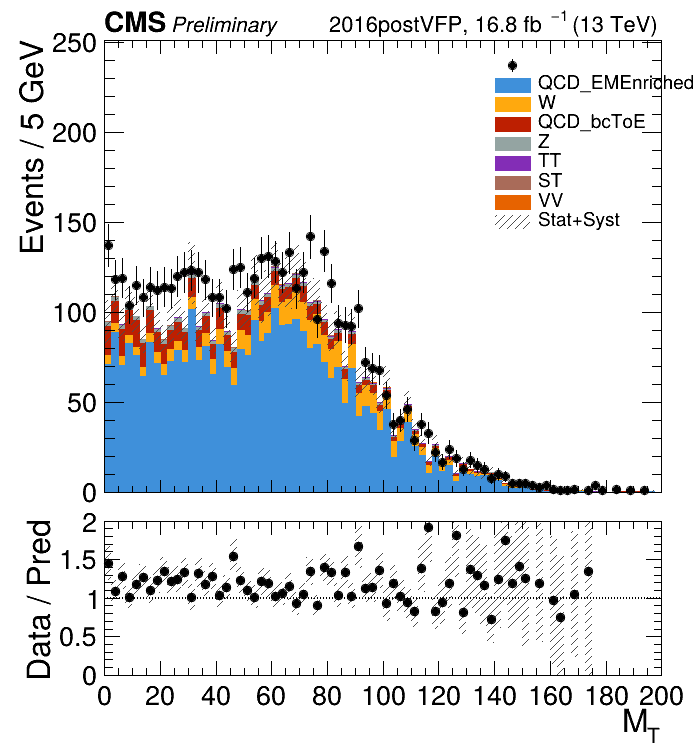 CMS Preliminary 2016postVFP, 16.8 fb ⁻¹ (13 TeV)
Events / 5 GeV
250
200
150
100
50
0
QCD_EMEnriched
W
QCD_bcToE
Z
TT
ST
VV
Stat+Syst
Data / Pred
2
1.5
1
0.5
0
0 20 40 60 80 100 120 140 160 180 200
M_T